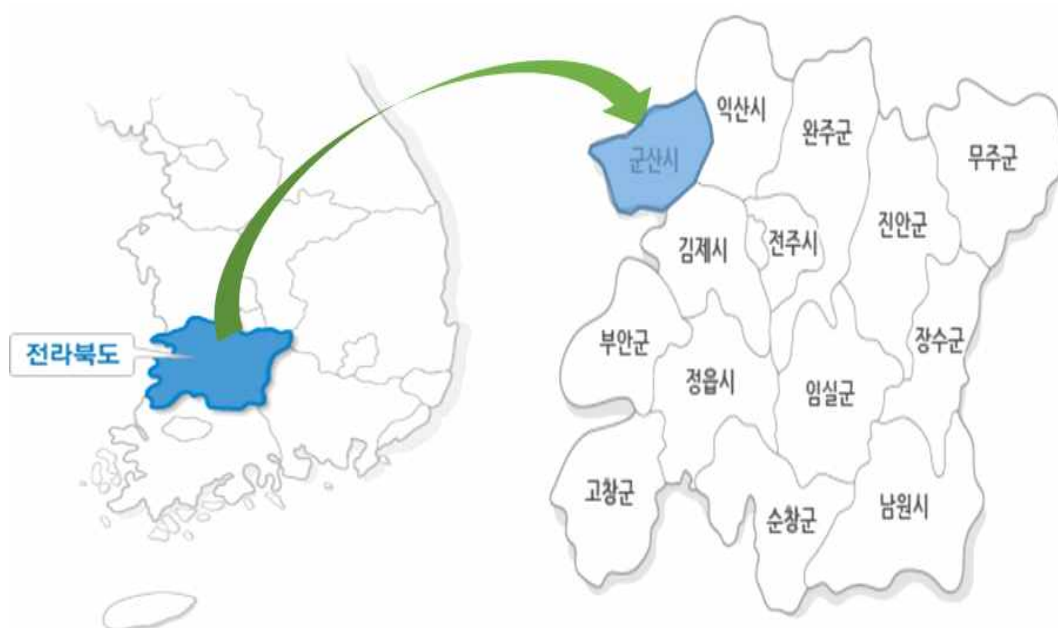 전라북도
익산시
군산시
완주군
무주군
진안군
김제시
전주시
부안군
정읍시
임실군
장수군
고창군
순창군
남원시